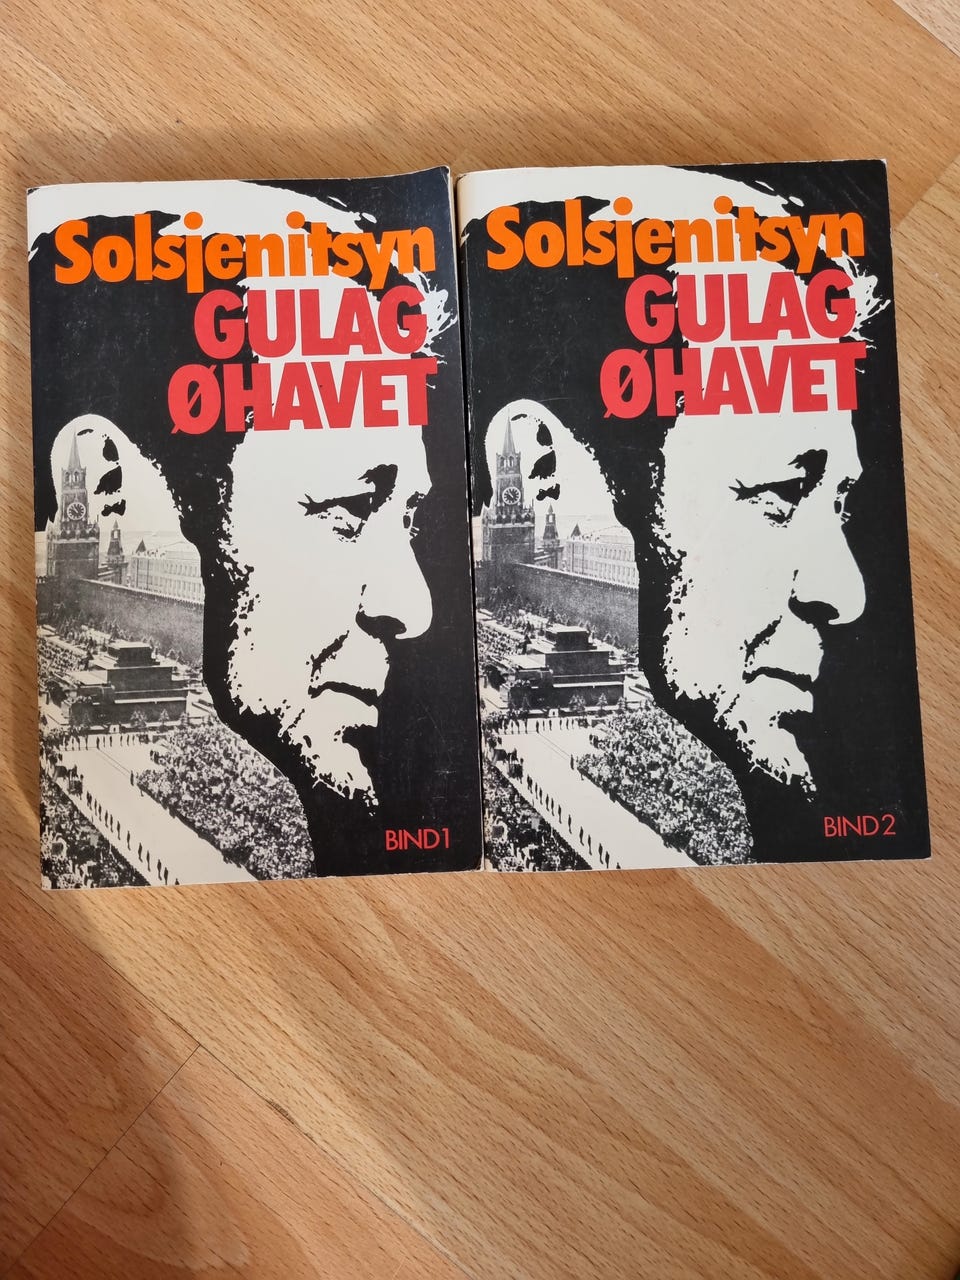 Solsjenitsyn
GULAG
ØHAVET
BIND 1
Solsjenitsyn
GULAG
ØHAVET
BIND 2